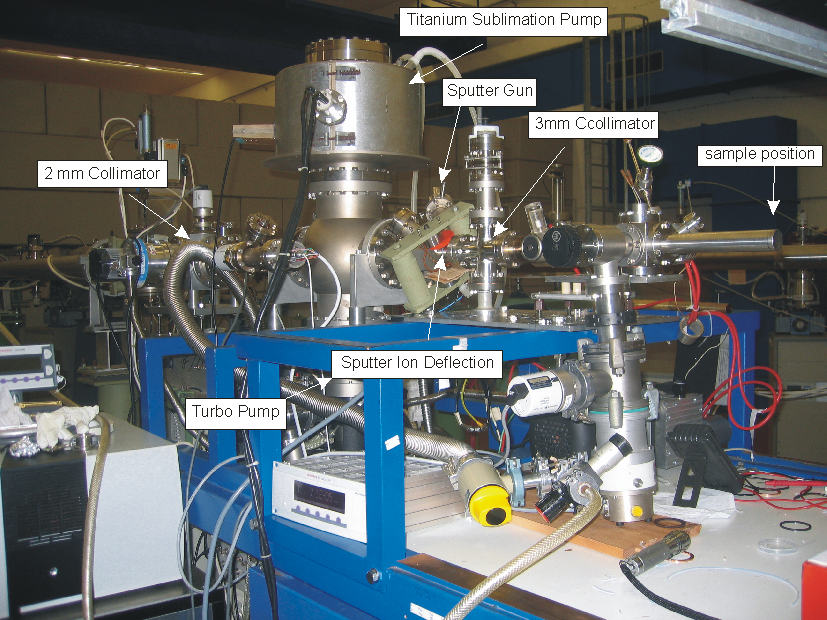 Titanium Sublimation Pump
Sputter Gun
3mm Ccollimator
sample position
2 mm Collimator
Sputter Ion Deflection
Turbo Pump